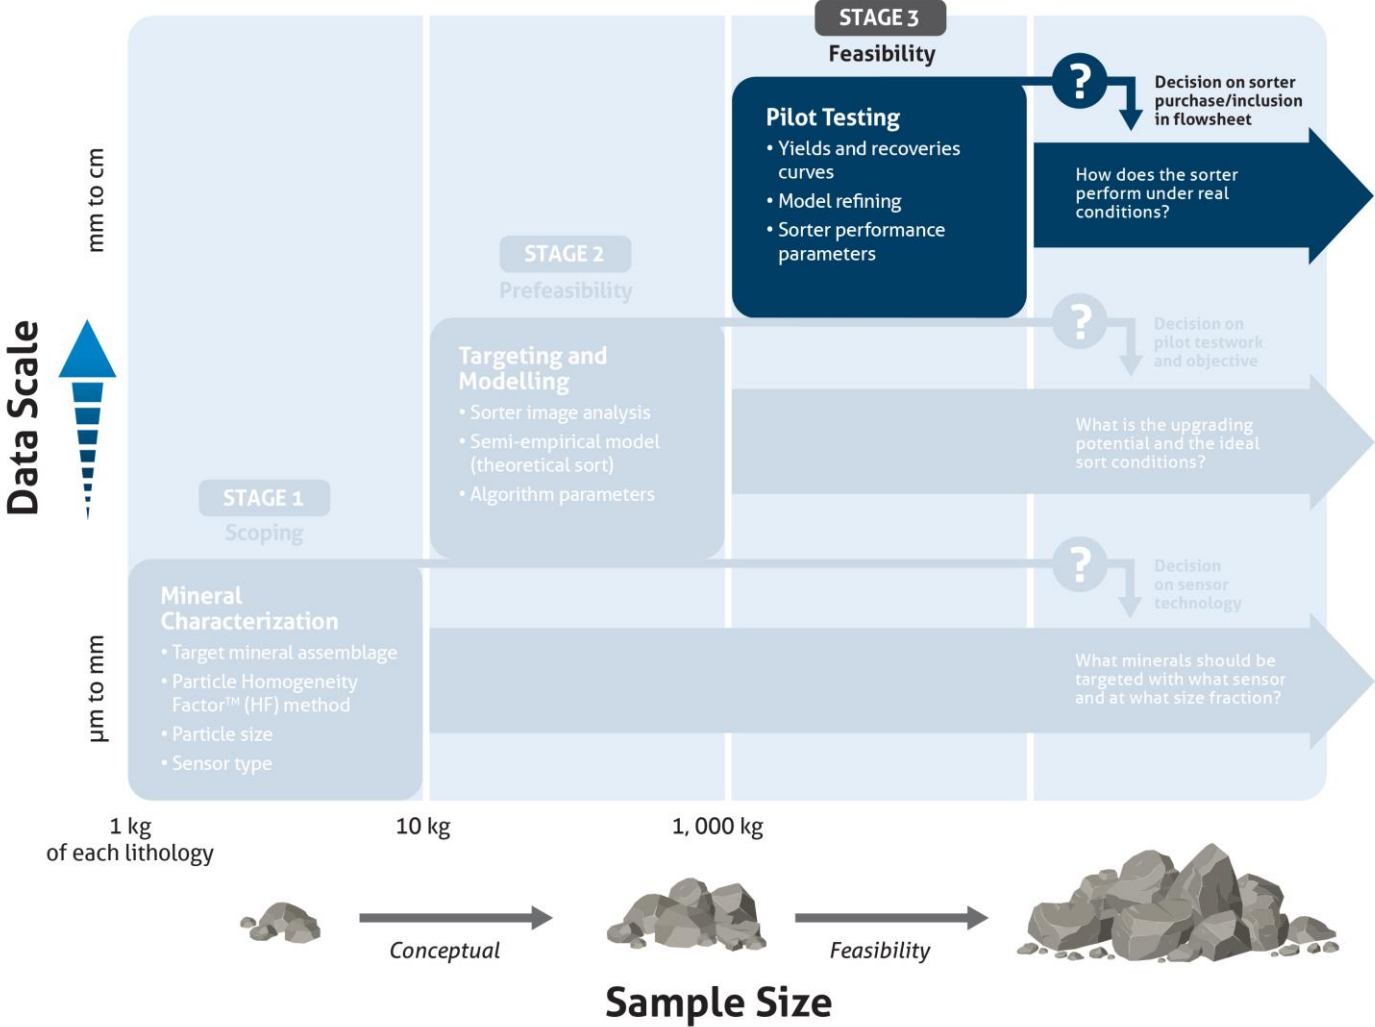 STAGE 3
Feasibility
Pilot Testing
• Yields and recoveries
curves
• Model refining
• Sorter performance
parameters
?
Decision on sorter
purchase/inclusion
in flowsheet
How does the sorter
perform under real
conditions?
STAGE 2
Prefeasibility
Targeting and
Modelling
• Sorter image analysis
• Semi-empirical model
(theoretical sort)
• Algorithm parameters
?
Decision on
pilot testwork
and objective
What is the upgrading
potential and the ideal
sort conditions?
STAGE 1
Scoping
Mineral
Characterization
• Target mineral assemblage
• Particle Homogeneity
Factor™ (HF) method
• Particle size
• Sensor type
?
Decision
on sensor
technology
What minerals should be
targeted with what sensor
and at what size fraction?
Data Scale
mm to cm
µm to mm
1 kg
of each lithology
10 kg
1, 000 kg
Conceptual
Feasibility
Sample Size